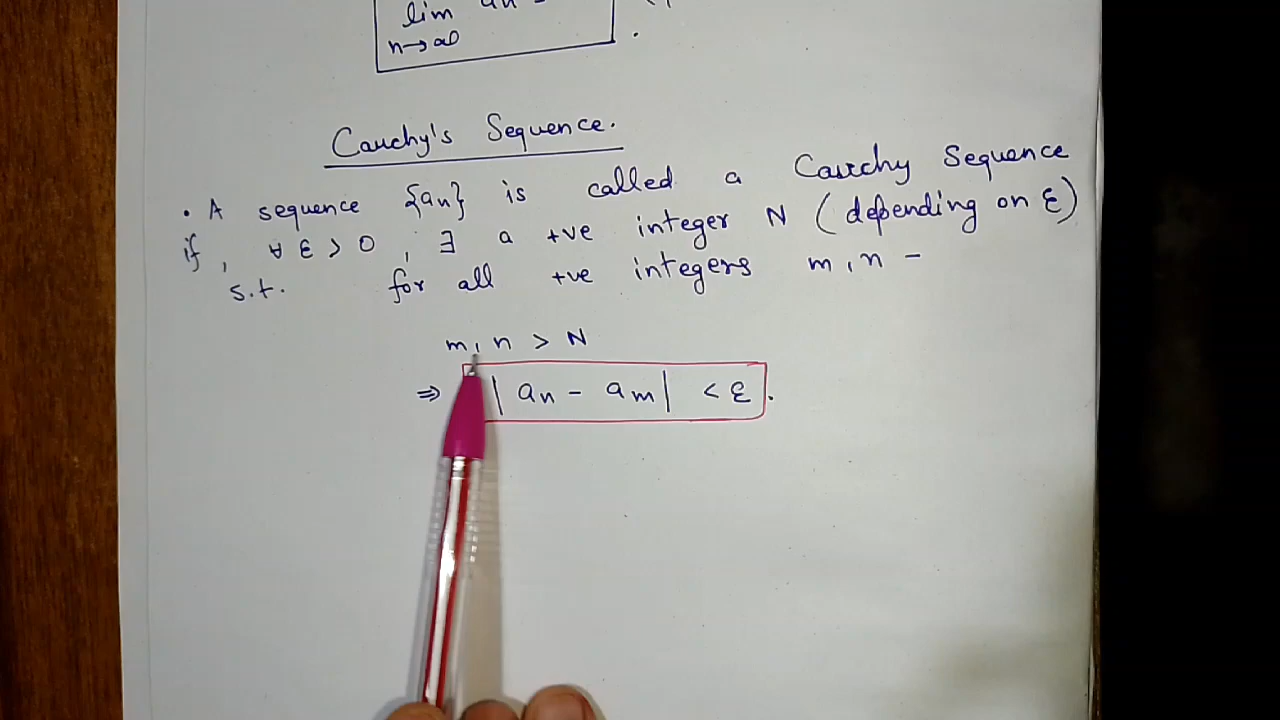 lim an -
n→∞
Cauchy's Sequence.
• A sequence {an} is called a Cauchy Sequence
if, ∀ ε > 0, ∃ a +ve integer N (depending on ε)
s.t. for all +ve integers m, n -
m, n > N
⇒ | an - am | < ε.